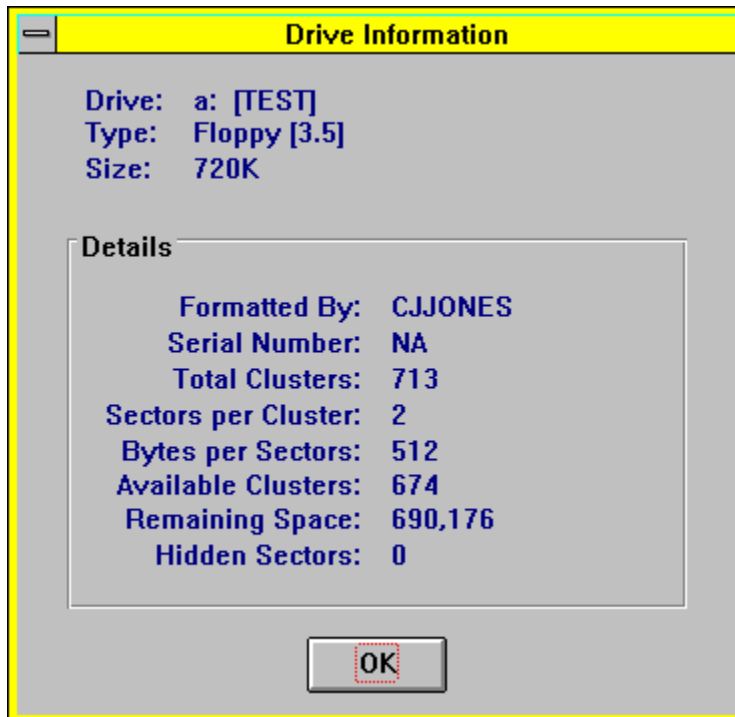 Drive Information
Drive: a: [TEST]
Type: Floppy [3.5]
Size: 720K
Details
Formatted By: CJJONES
Serial Number: NA
Total Clusters: 713
Sectors per Cluster: 2
Bytes per Sectors: 512
Available Clusters: 674
Remaining Space: 690,176
Hidden Sectors: 0
OK